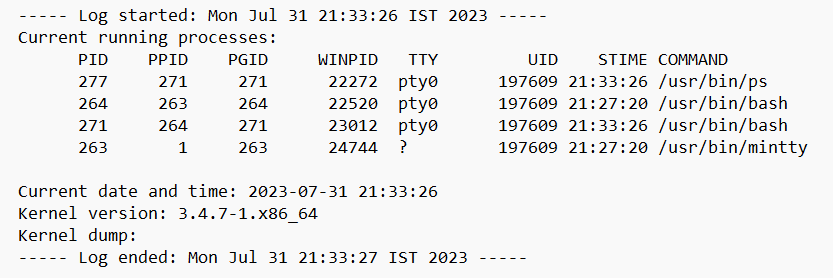 ----- Log started: Mon Jul 31 21:33:26 IST 2023 -----
Current running processes:
      PID    PPID    PGID     WINPID   TTY         UID    STIME COMMAND
      277     271     271      22272  pty0      197609 21:33:26 /usr/bin/ps
      264     263     264      22520  pty0      197609 21:27:20 /usr/bin/bash
      271     264     271      23012  pty0      197609 21:33:26 /usr/bin/bash
      263       1     263      24744  ?         197609 21:27:20 /usr/bin/mintty
Current date and time: 2023-07-31 21:33:26
Kernel version: 3.4.7-1.x86_64
Kernel dump:
----- Log ended: Mon Jul 31 21:33:27 IST 2023 -----